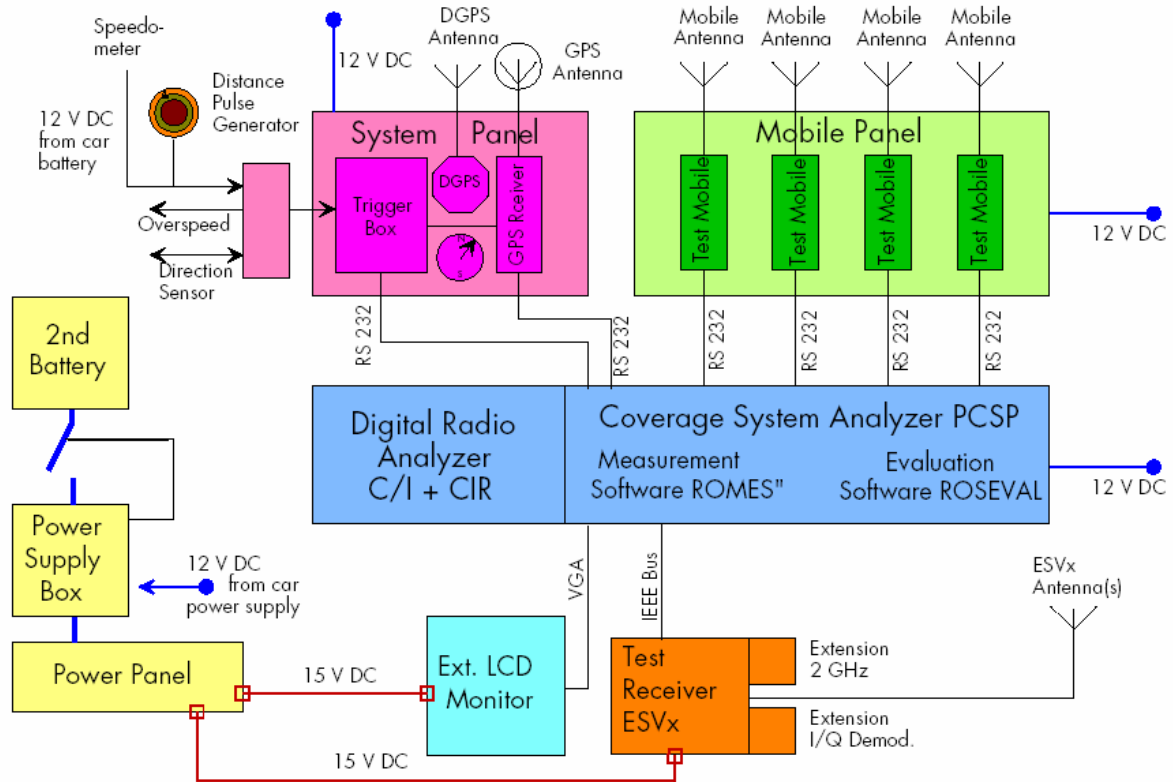 Speedo-
meter
12 V DC
from car
battery
Distance
Pulse
Generator
Overspeed
Direction
Sensor
12 V DC
DGPS
Antenna
GPS
Antenna
System Panel
Trigger
Box
DGPS
N
S
GPS Rceiver
Mobile
Antenna
Mobile
Antenna
Mobile
Antenna
Mobile
Antenna
Mobile Panel
Test Mobile
Test Mobile
Test Mobile
Test Mobile
12 V DC
RS 232
RS 232
RS 232
RS 232
RS 232
RS 232
2nd
Battery
Power
Supply
Box
12 V DC
from car
power supply
Power Panel
Digital Radio
Analyzer
C/I + CIR
Coverage System Analyzer PCSP
Measurement
Software ROMES"
Evaluation
Software ROSEVAL
12 V DC
VGA
IEEE Bus
ESVx
Antenna(s)
15 V DC
Ext. LCD
Monitor
Test
Receiver
ESVx
Extension
2 GHz
Extension
I/Q Demod.
15 V DC